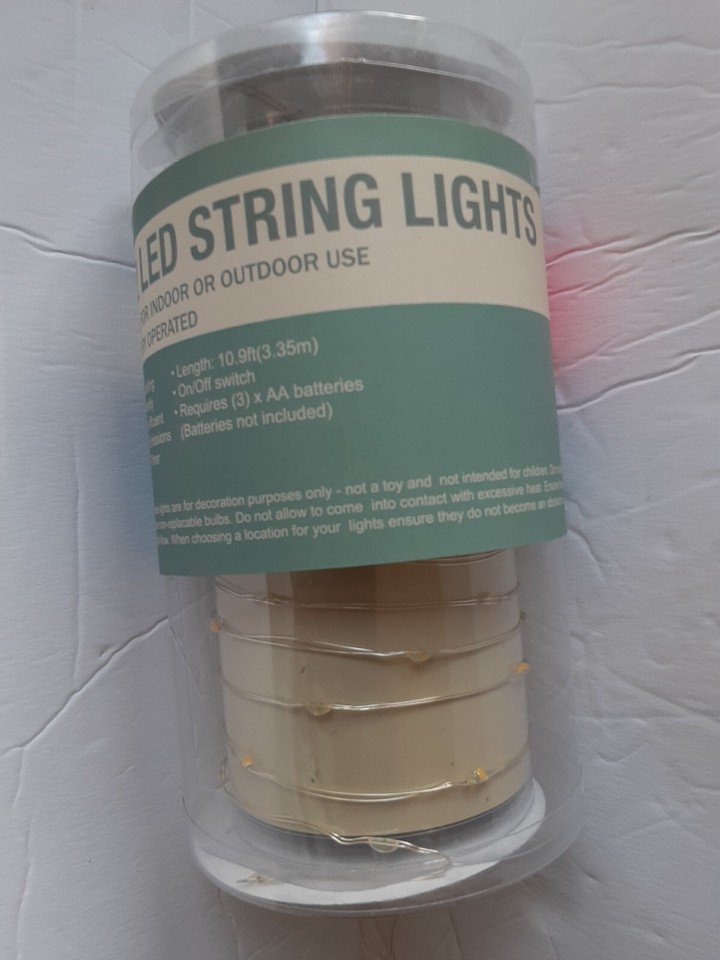 LED STRING LIGHTS
FOR INDOOR OR OUTDOOR USE
OPERATED
• Length: 10.9ft(3.35m)
• On/Off switch
• Requires (3) x AA batteries
(Batteries not included)
lights are for decoration purposes only - not a toy and not intended for children.
bulbs. Do not allow to come into contact with excessive heat.
When choosing a location for your lights ensure they do not become an